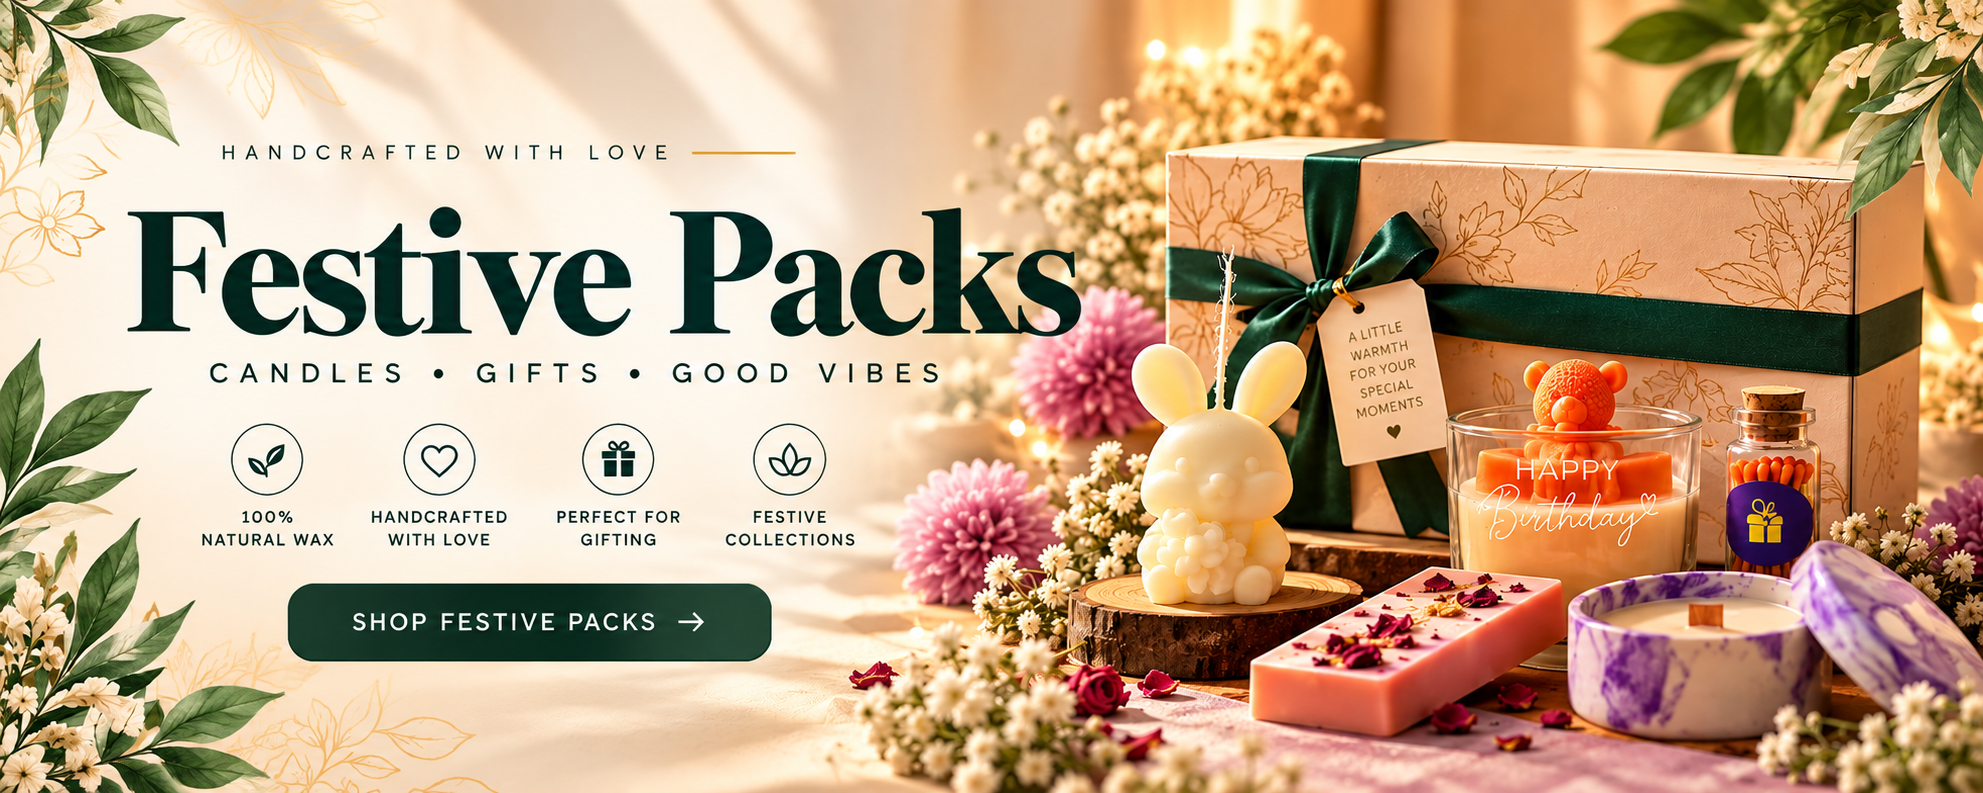 HANDCRAFTED WITH LOVE
Festive Packs
CANDLES • GIFTS • GOOD VIBES
100%
NATURAL WAX
HANDCRAFTED
WITH LOVE
PERFECT FOR
GIFTING
FESTIVE
COLLECTIONS
SHOP FESTIVE PACKS →
A LITTLE
WARMTH
FOR YOUR
SPECIAL
MOMENTS
HAPPY
Birthday